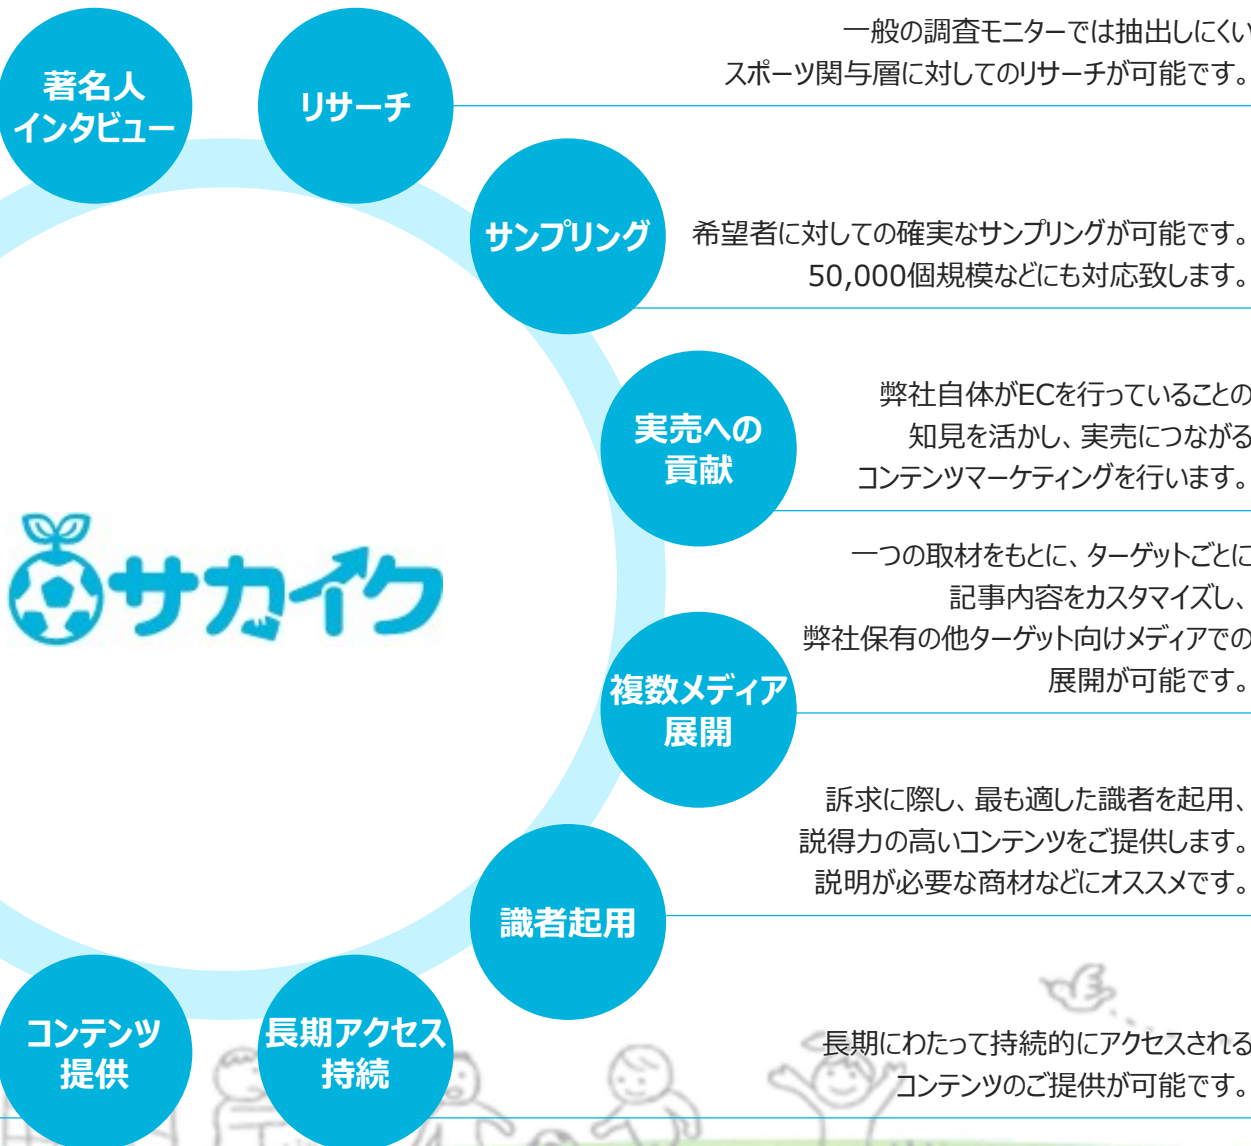 著名人
インタビュー
リサーチ
一般の調査モニターでは抽出しにくい
スポーツ関与層に対してのリサーチが可能です。
サンプリング
希望者に対しての確実なサンプリングが可能です。
50,000個規模などにも対応致します。
実売への
貢献
弊社自体がECを行っていることの
知見を活かし、実売につながる
コンテンツマーケティングを行います。
サカイク
複数メディア
展開
一つの取材をもとに、ターゲットごとに
記事内容をカスタマイズし、
弊社保有の他ターゲット向けメディアでの
展開が可能です。
識者起用
訴求に際し、最も適した識者を起用、
説得力の高いコンテンツをご提供します。
説明が必要な商材などにオススメです。
コンテンツ
提供
長期アクセス
持続
長期にわたって持続的にアクセスされる
コンテンツのご提供が可能です。